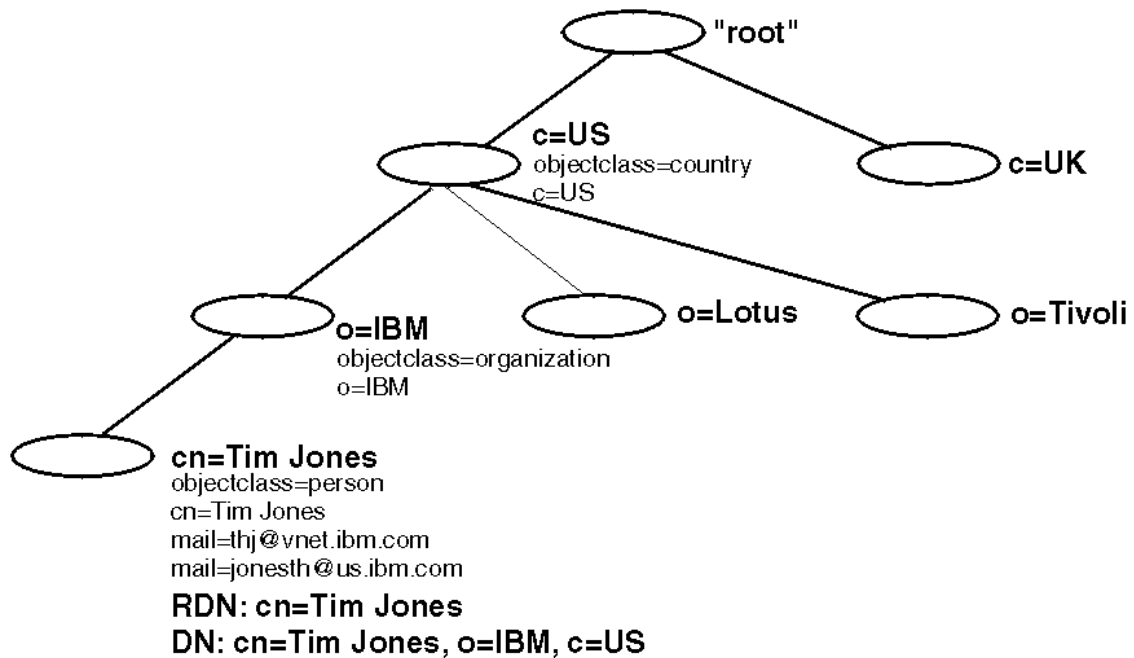 "root"
c=US
objectclass=country
c=US
c=UK
o=IBM
objectclass=organization
o=IBM
o=Lotus
o=Tivoli
cn=Tim Jones
objectclass=person
cn=Tim Jones
mail=thj@vnet.ibm.com
mail=jonesth@us.ibm.com
RDN: cn=Tim Jones
DN: cn=Tim Jones, o=IBM, c=US